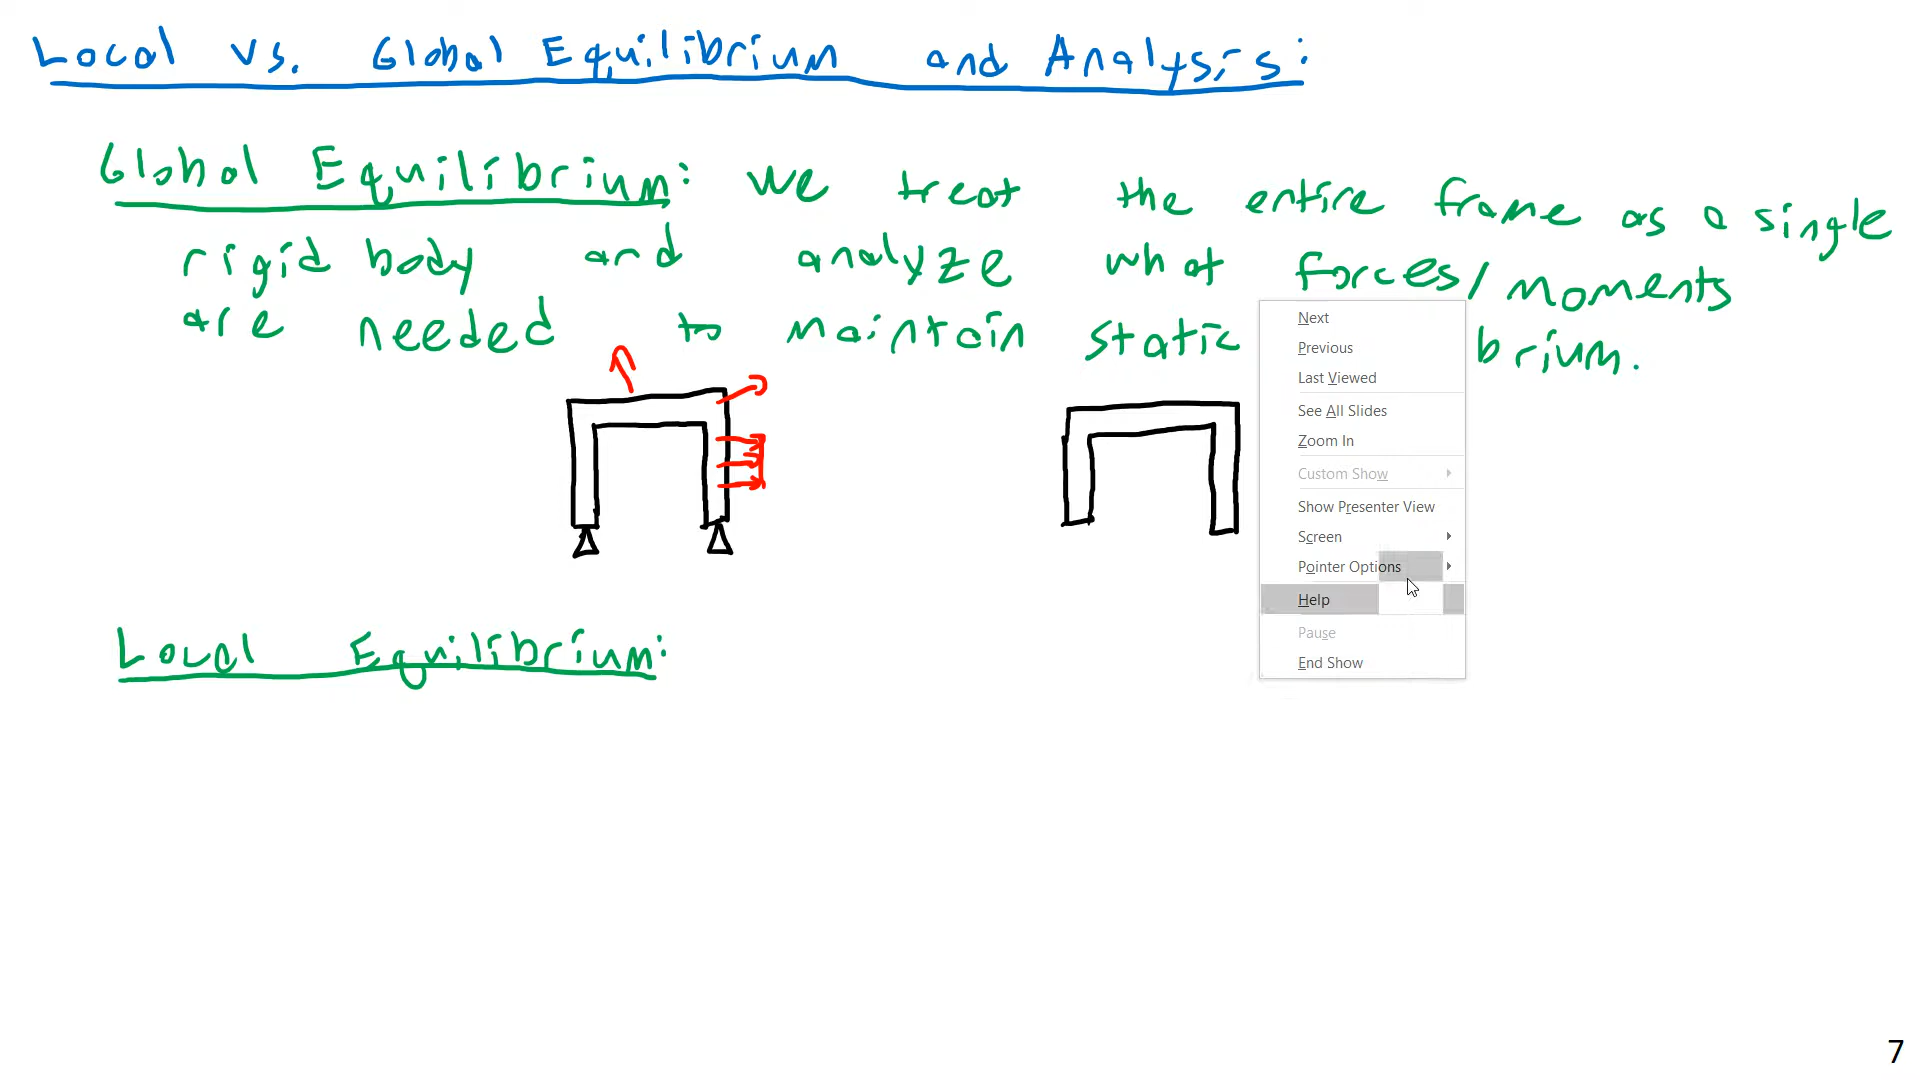 Local vs. Global Equilibrium and Analysis:
Global Equilibrium: we treat the entire frame as a single
rigid body and analyze what forces/moments
are needed to maintain static brium.
Next
Previous
Last Viewed
See All Slides
Zoom In
Custom Show
Show Presenter View
Screen
Pointer Options
Help
Pause
End Show
Local Equilibrium:
7